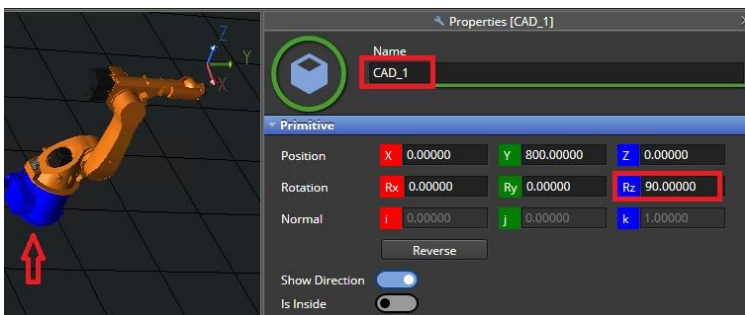 Z
Y
X
Properties [CAD_1]
Name
CAD_1
Primitive
Position X 0.00000 Y 800.00000 Z 0.00000
Rotation Rx 0.00000 Ry 0.00000 Rz 90.00000
Normal i 0.00000 j 0.00000 k 1.00000
Reverse
Show Direction
Is Inside